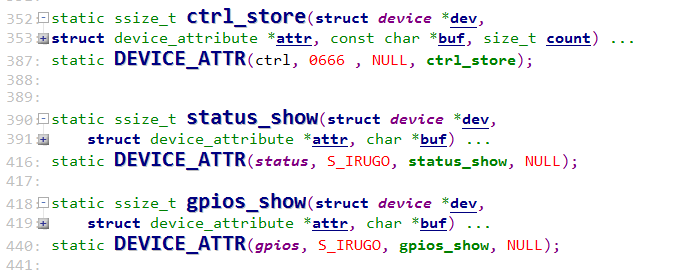 352: static ssize_t ctrl_store(struct device *dev,
353: struct device_attribute *attr, const char *buf, size_t count) ...
387: static DEVICE_ATTR(ctrl, 0666 , NULL, ctrl_store);
388:
389:
390: static ssize_t status_show(struct device *dev,
391:     struct device_attribute *attr, char *buf) ...
416: static DEVICE_ATTR(status, S_IRUGO, status_show, NULL);
417:
418: static ssize_t gpios_show(struct device *dev,
419:     struct device_attribute *attr, char *buf) ...
440: static DEVICE_ATTR(gpios, S_IRUGO, gpios_show, NULL);
441: